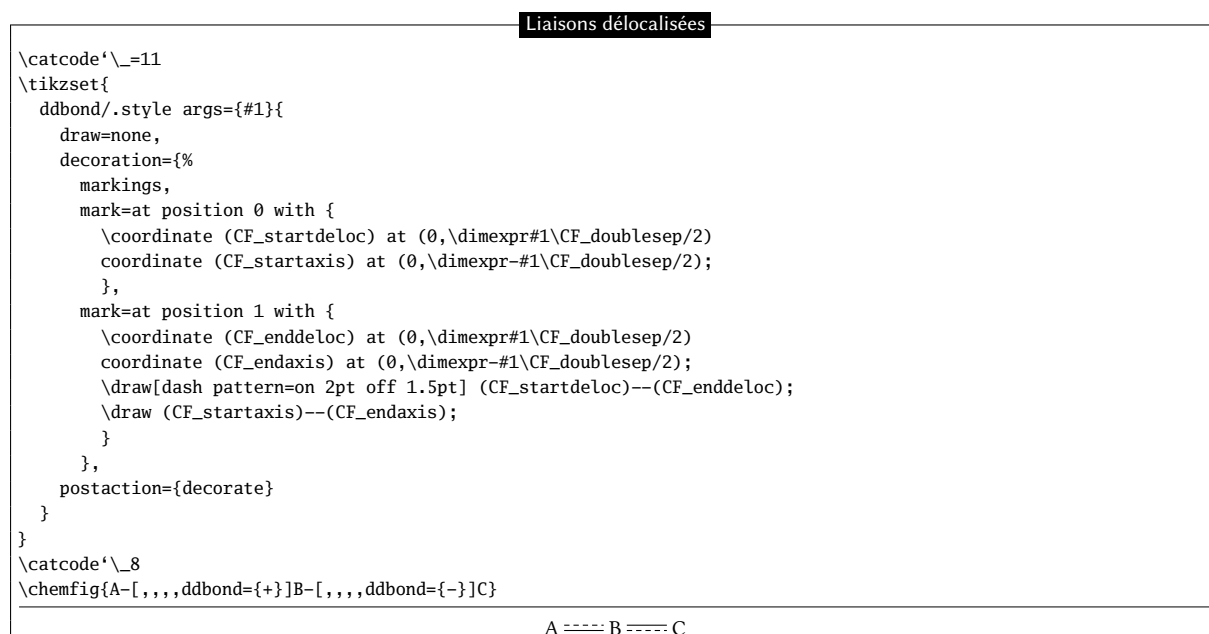 Liaisons délocalisées
\catcode‘\_=11
\tikzset{
  ddbond/.style args={#1}{
    draw=none,
    decoration={%
      markings,
      mark=at position 0 with {
        \coordinate (CF_startdeloc) at (0,\dimexpr#1\CF_doublesep/2)
        coordinate (CF_startaxis) at (0,\dimexpr-#1\CF_doublesep/2);
        },
      mark=at position 1 with {
        \coordinate (CF_enddeloc) at (0,\dimexpr#1\CF_doublesep/2)
        coordinate (CF_endaxis) at (0,\dimexpr-#1\CF_doublesep/2);
        \draw[dash pattern=on 2pt off 1.5pt] (CF_startdeloc)--(CF_enddeloc);
        \draw (CF_startaxis)--(CF_endaxis);
        }
      },
    postaction={decorate}
  }
}
\catcode‘\_8
\chemfig{A-[,,,,ddbond={+}]B-[,,,,ddbond={-}]C}
A B C